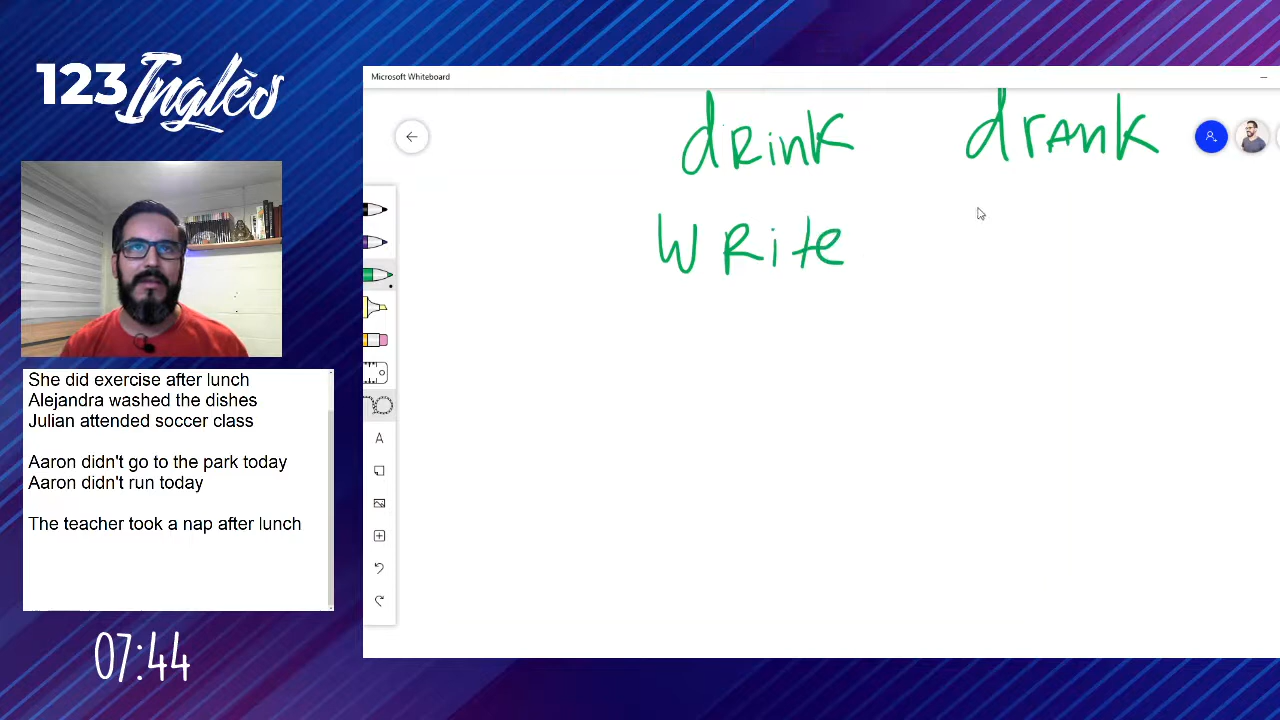 123 Inglès
Microsoft Whiteboard
drink drank
write
A
She did exercise after lunch
Alejandra washed the dishes
Julian attended soccer class
Aaron didn't go to the park today
Aaron didn't run today
The teacher took a nap after lunch
07:44